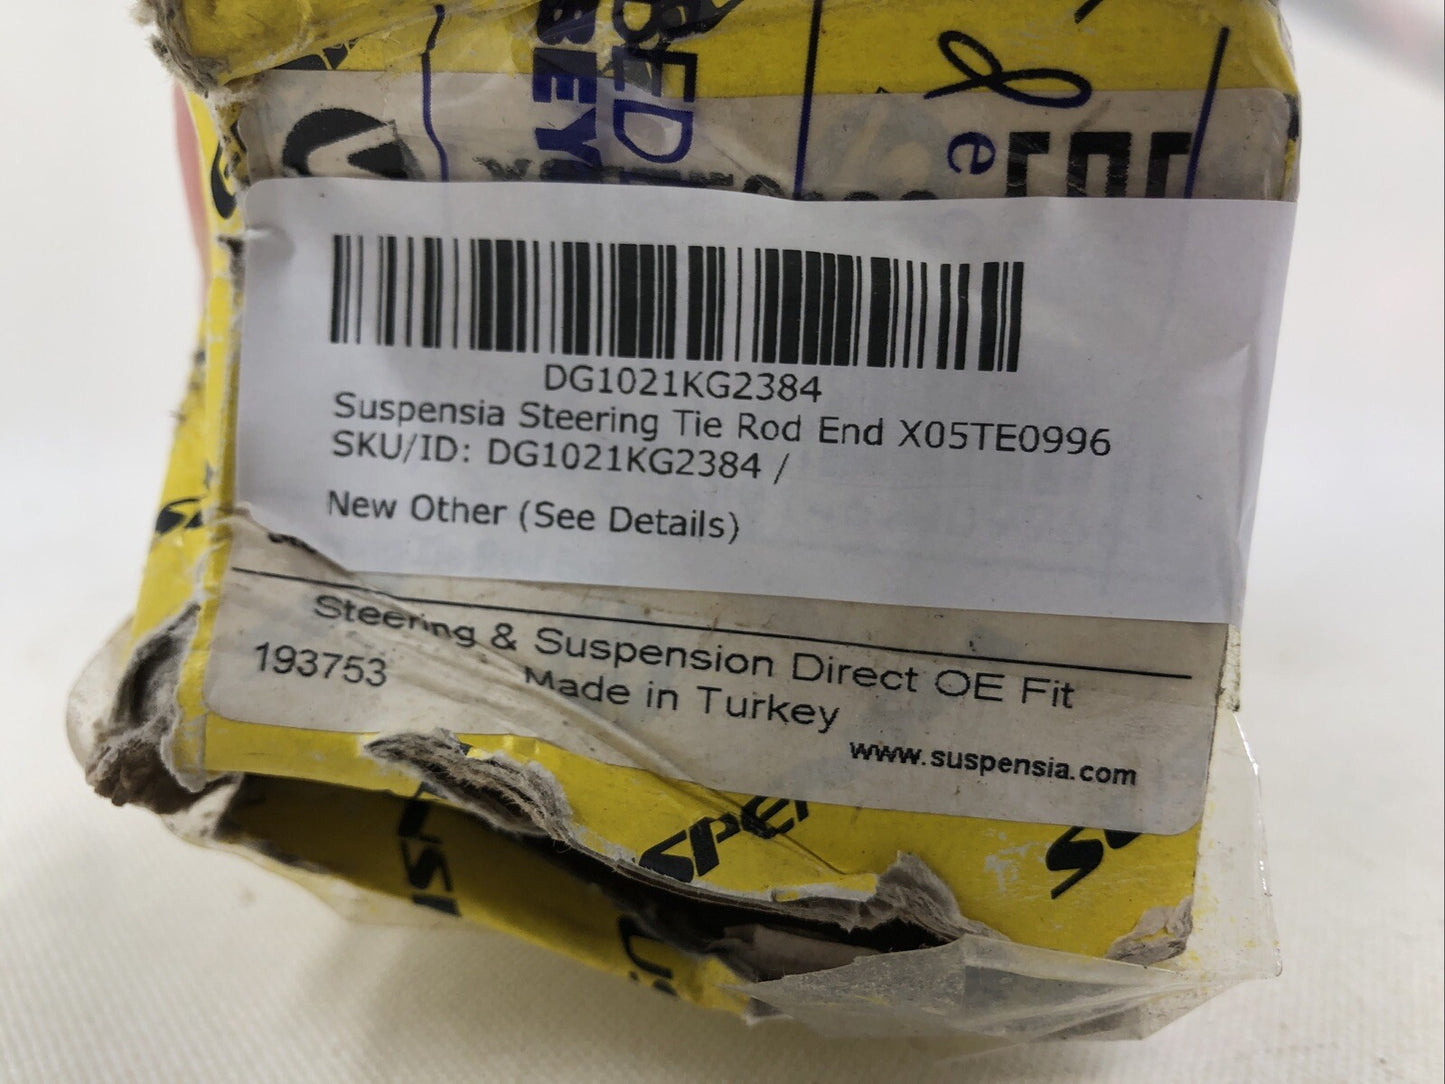 DG1021KG2384
Suspensia Steering Tie Rod End X05TE0996
SKU/ID: DG1021KG2384 /
New Other (See Details)
Steering & Suspension Direct OE Fit
193753
Made in Turkey
www.suspensia.com